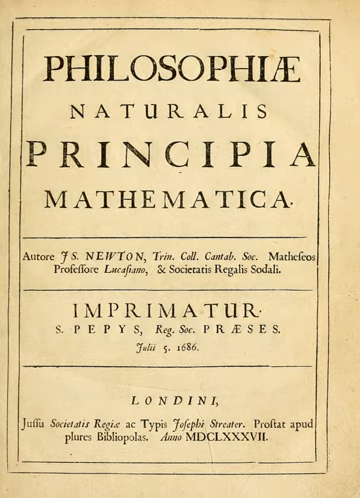 PHILOSOPHIÆ
NATURALIS
PRINCIPIA
MATHEMATICA.
Autore JS. NEWTON, Trin. Coll. Cantab. Soc. Matheseos
Professore Lucasiano, & Societatis Regalis Sodali.
IMPRIMATUR.
S. PEPYS, Reg. Soc. PRÆSES.
Julii 5. 1686.
LONDINI,
Jussu Societatis Regiæ ac Typis Josephi Streater. Prostat apud
plures Bibliopolas. Anno MDCLXXXVII.